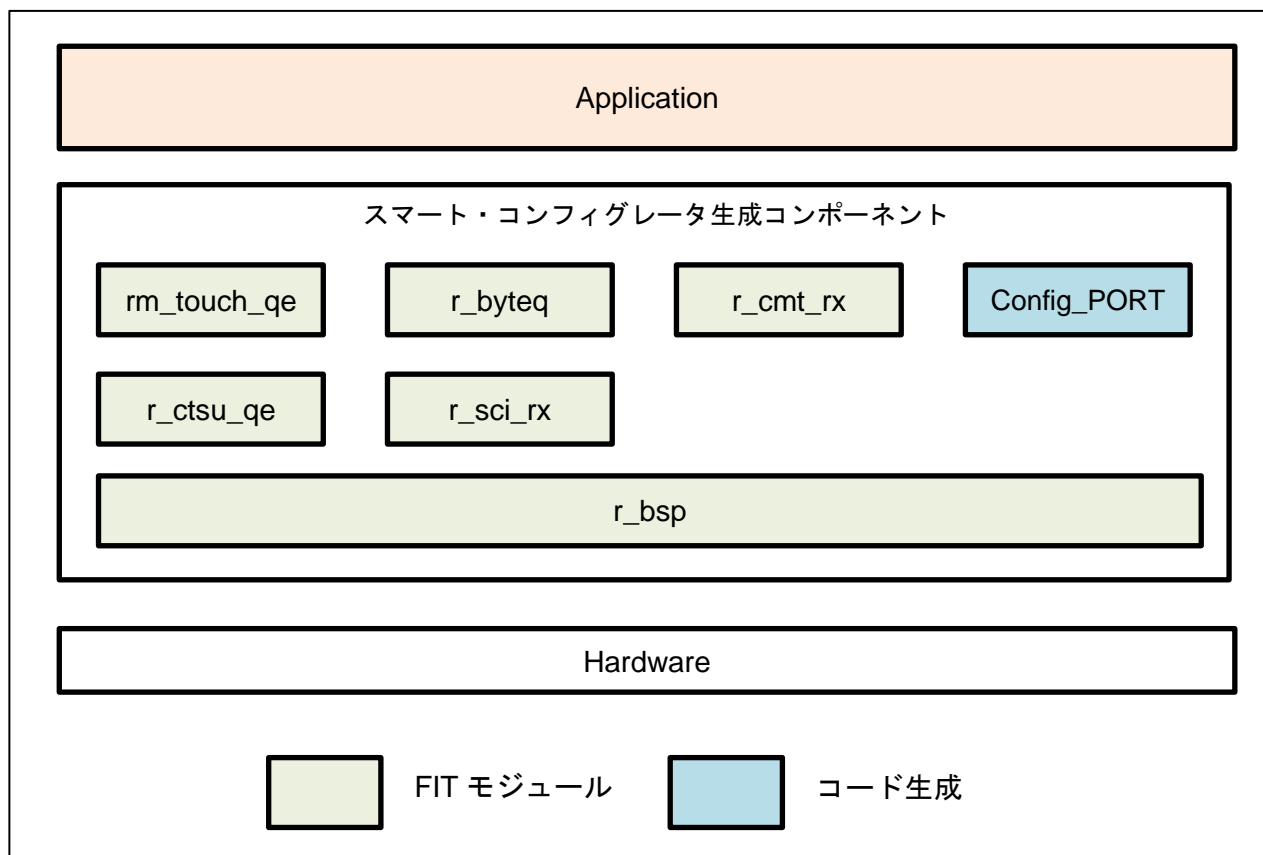 Application
スマート・コンフィグレータ生成コンポーネント
rm_touch_qe
r_byteq
r_cmt_rx
Config_PORT
r_ctsu_qe
r_sci_rx
r_bsp
Hardware
FIT モジュール
コード生成